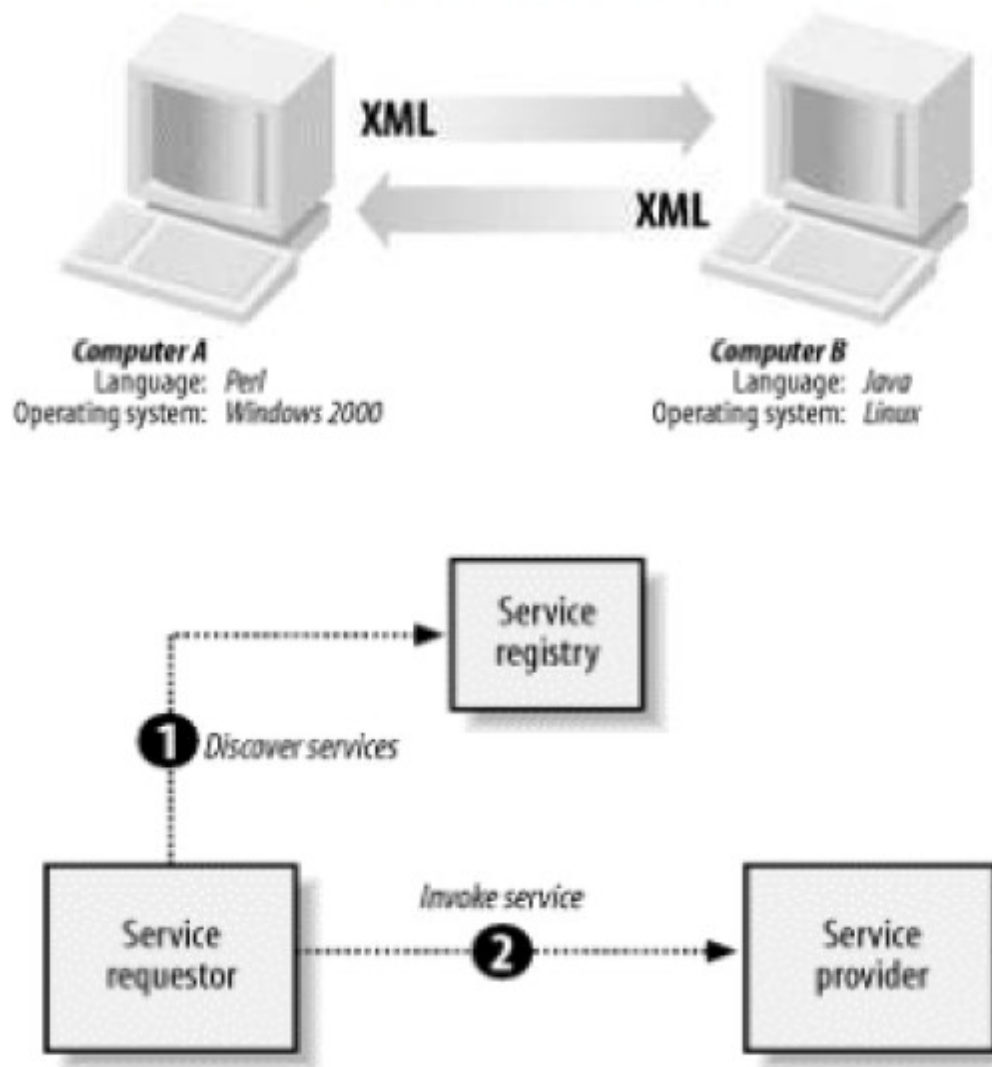 XML
XML
Computer A
Language: Perl
Operating system: Windows 2000
Computer B
Language: Java
Operating system: Linux
Service
registry
1 Discover services
Service
requestor
Invoke service
2
Service
provider